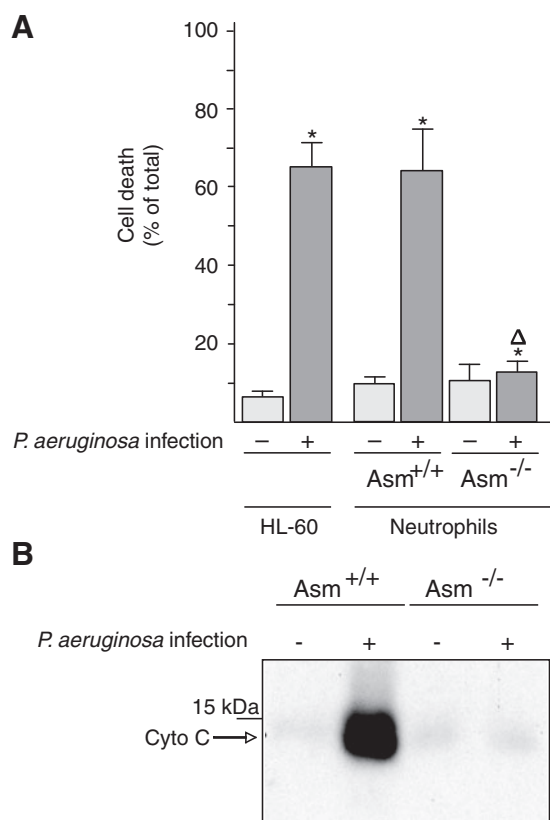 A
100
80
60
40
20
Cell death
(% of total)
*
*
Δ
*
P. aeruginosa infection – + – + – +
Asm+/+ Asm-/-
HL-60 Neutrophils
B
Asm +/+ Asm -/-
P. aeruginosa infection - + - +
15 kDa
Cyto C